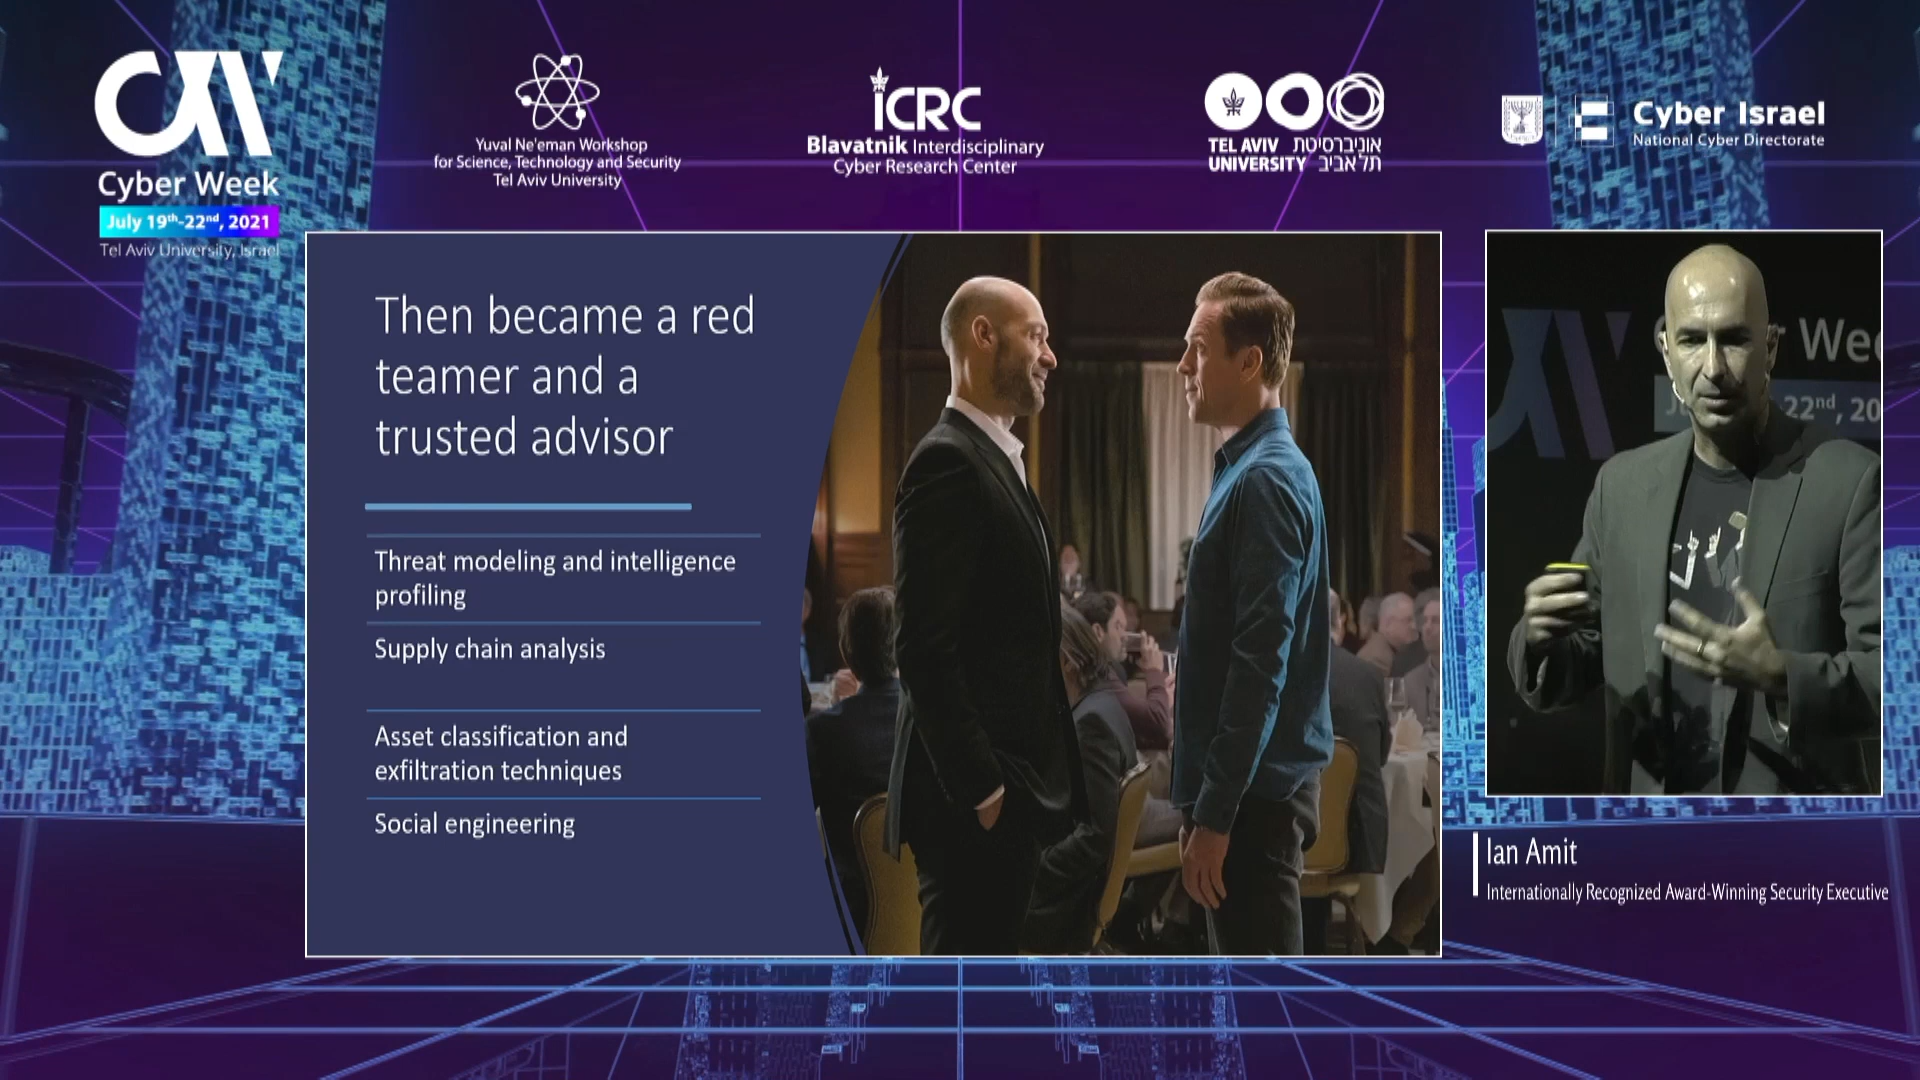 Cyber Week
July 19th-22nd, 2021
Tel Aviv University, Israel
Yuval Ne'eman Workshop
for Science, Technology and Security
Tel Aviv University
iCRC
Blavatnik Interdisciplinary
Cyber Research Center
TEL AVIV אוניברסיטת
UNIVERSITY תל אביב
Cyber Israel
National Cyber Directorate
Then became a red
teamer and a
trusted advisor
Threat modeling and intelligence
profiling
Supply chain analysis
Asset classification and
exfiltration techniques
Social engineering
22nd, 20
Ian Amit
Internationally Recognized Award-Winning Security Executive